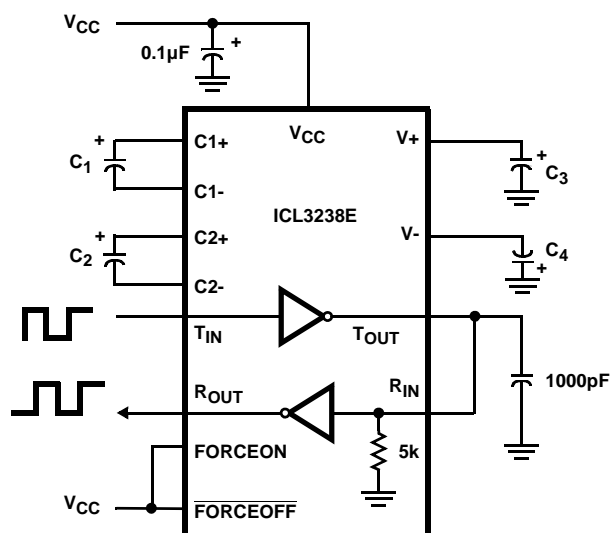 VCC
0.1µF +
VCC
C1+
C1-
C2+
C2-
V+
V-
ICL3238E
+
C1
+
C2
+
C3
C4
+
TIN
TOUT
ROUT
RIN
1000pF
5k
FORCEON
FORCEOFF
VCC